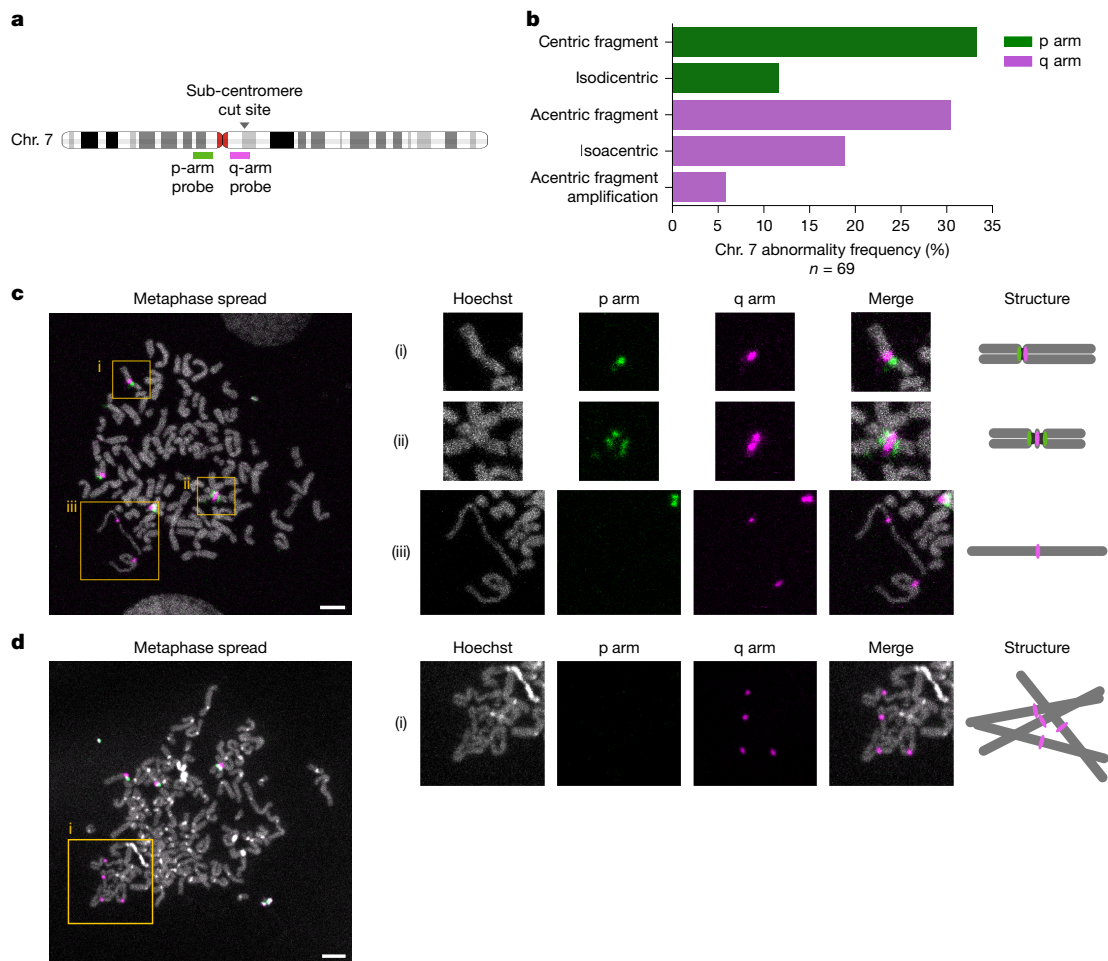 a
Sub-centromere
cut site
Chr. 7
p-arm
probe
q-arm
probe
b
Centric fragment
Isodicentric
Acentric fragment
Isoacentric
Acentric fragment
amplification
0 5 10 15 20 25 30 35
Chr. 7 abnormality frequency (%)
n = 69
p arm
q arm
c
Metaphase spread
Hoechst p arm q arm Merge Structure
i
ii
iii
(i)
(ii)
(iii)
d
Metaphase spread
Hoechst p arm q arm Merge Structure
i
(i)